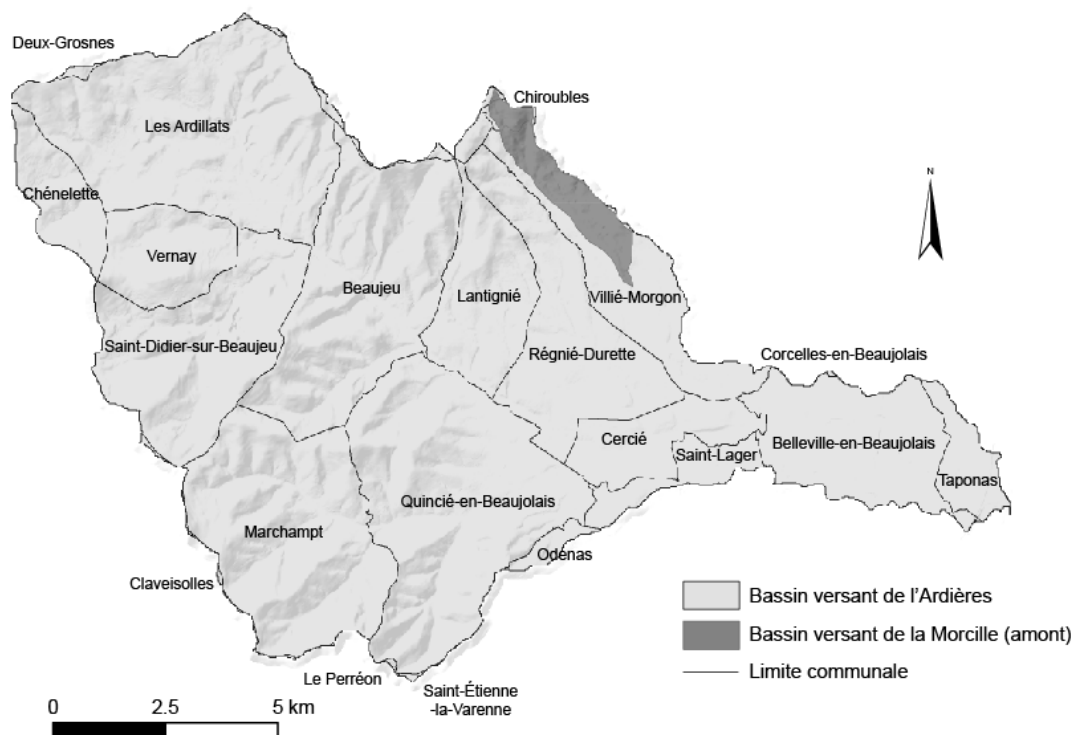 Deux-Grosnes
Chiroubles
Les Ardillats
Chénelette
N
Vernay
Beaujeu
Lantignié
Villié-Morgon
Saint-Didier-sur-Beaujeu
Régnié-Durette
Corcelles-en-Beaujolais
Cercié
Belleville-en-Beaujolais
Saint-Lager
Taponas
Quincié-en-Beaujolais
Marchampt
Odenas
Claveisolles
Bassin versant de l'Ardières
Bassin versant de la Morcille (amont)
Limite communale
Le Perréon
Saint-Étienne
-la-Varenne
0 2.5 5 km